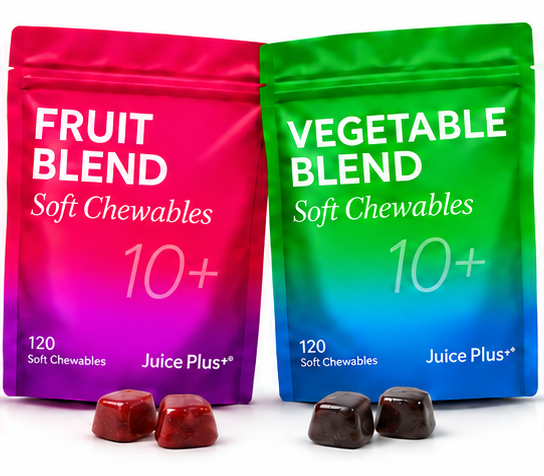 FRUIT
BLEND
Soft Chewables
10+
120
Soft Chewables
Juice Plus+®
VEGETABLE
BLEND
Soft Chewables
10+
120
Soft Chewables
Juice Plus+®